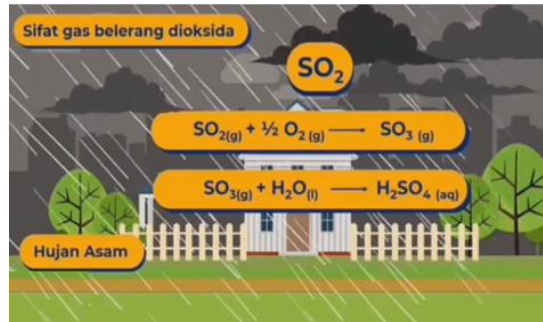 Sifat gas belerang dioksida
SO₂
SO₂(g) + ½ O₂ (g) ⟶ SO₃ (g)
SO₃(g) + H₂O(l) ⟶ H₂SO₄ (aq)
Hujan Asam